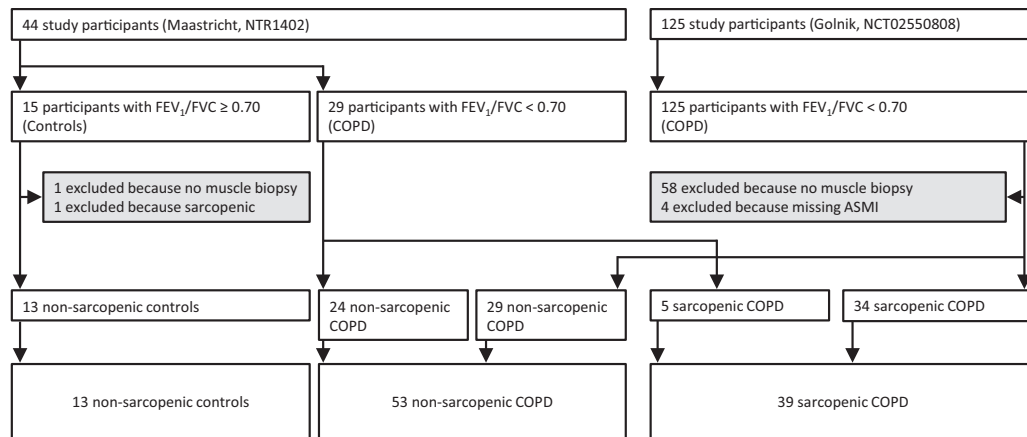 44 study participants (Maastricht, NTR1402)
125 study participants (Golnik, NCT02550808)
15 participants with FEV₁/FVC ≥ 0.70
(Controls)
29 participants with FEV₁/FVC < 0.70
(COPD)
125 participants with FEV₁/FVC < 0.70
(COPD)
1 excluded because no muscle biopsy
1 excluded because sarcopenic
58 excluded because no muscle biopsy
4 excluded because missing ASMI
13 non-sarcopenic controls
24 non-sarcopenic
COPD
29 non-sarcopenic
COPD
5 sarcopenic COPD
34 sarcopenic COPD
13 non-sarcopenic controls
53 non-sarcopenic COPD
39 sarcopenic COPD